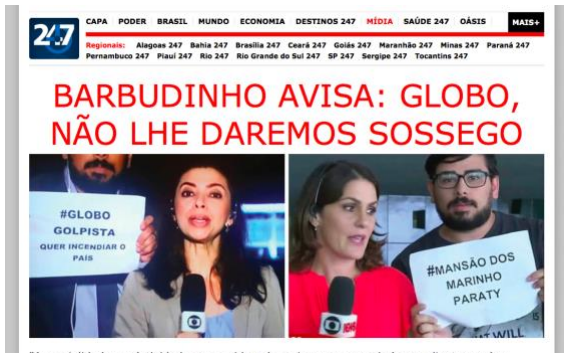 247
CAPA PODER BRASIL MUNDO ECONOMIA DESTINOS 247 MÍDIA SAÚDE 247 OÁSIS MAIS+
Regionais: Alagoas 247 Bahia 247 Brasília 247 Ceará 247 Goiás 247 Maranhão 247 Minas 247 Paraná 247
Pernambuco 247 Piauí 247 Rio 247 Rio Grande do Sul 247 SP 247 Sergipe 247 Tocantins 247
BARBUDINHO AVISA: GLOBO,
NÃO LHE DAREMOS SOSSEGO
#GLOBO
GOLPISTA
QUER INCENDIAR O
PAÍS
#MANSÃO DOS
MARINHO
PARATY
WILL